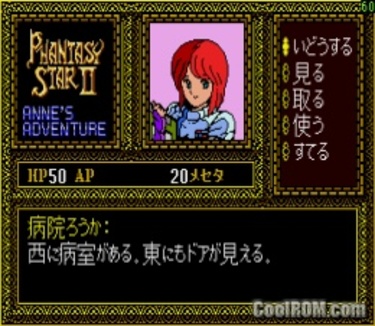 60
PHANTASY
STAR II
ANNE'S
ADVENTURE
いどうする
見る
取る
使う
すてる
HP50 AP 20メセタ
病院ろうか:
西に病室がある.東にもドアが見える.
CoolROM.com